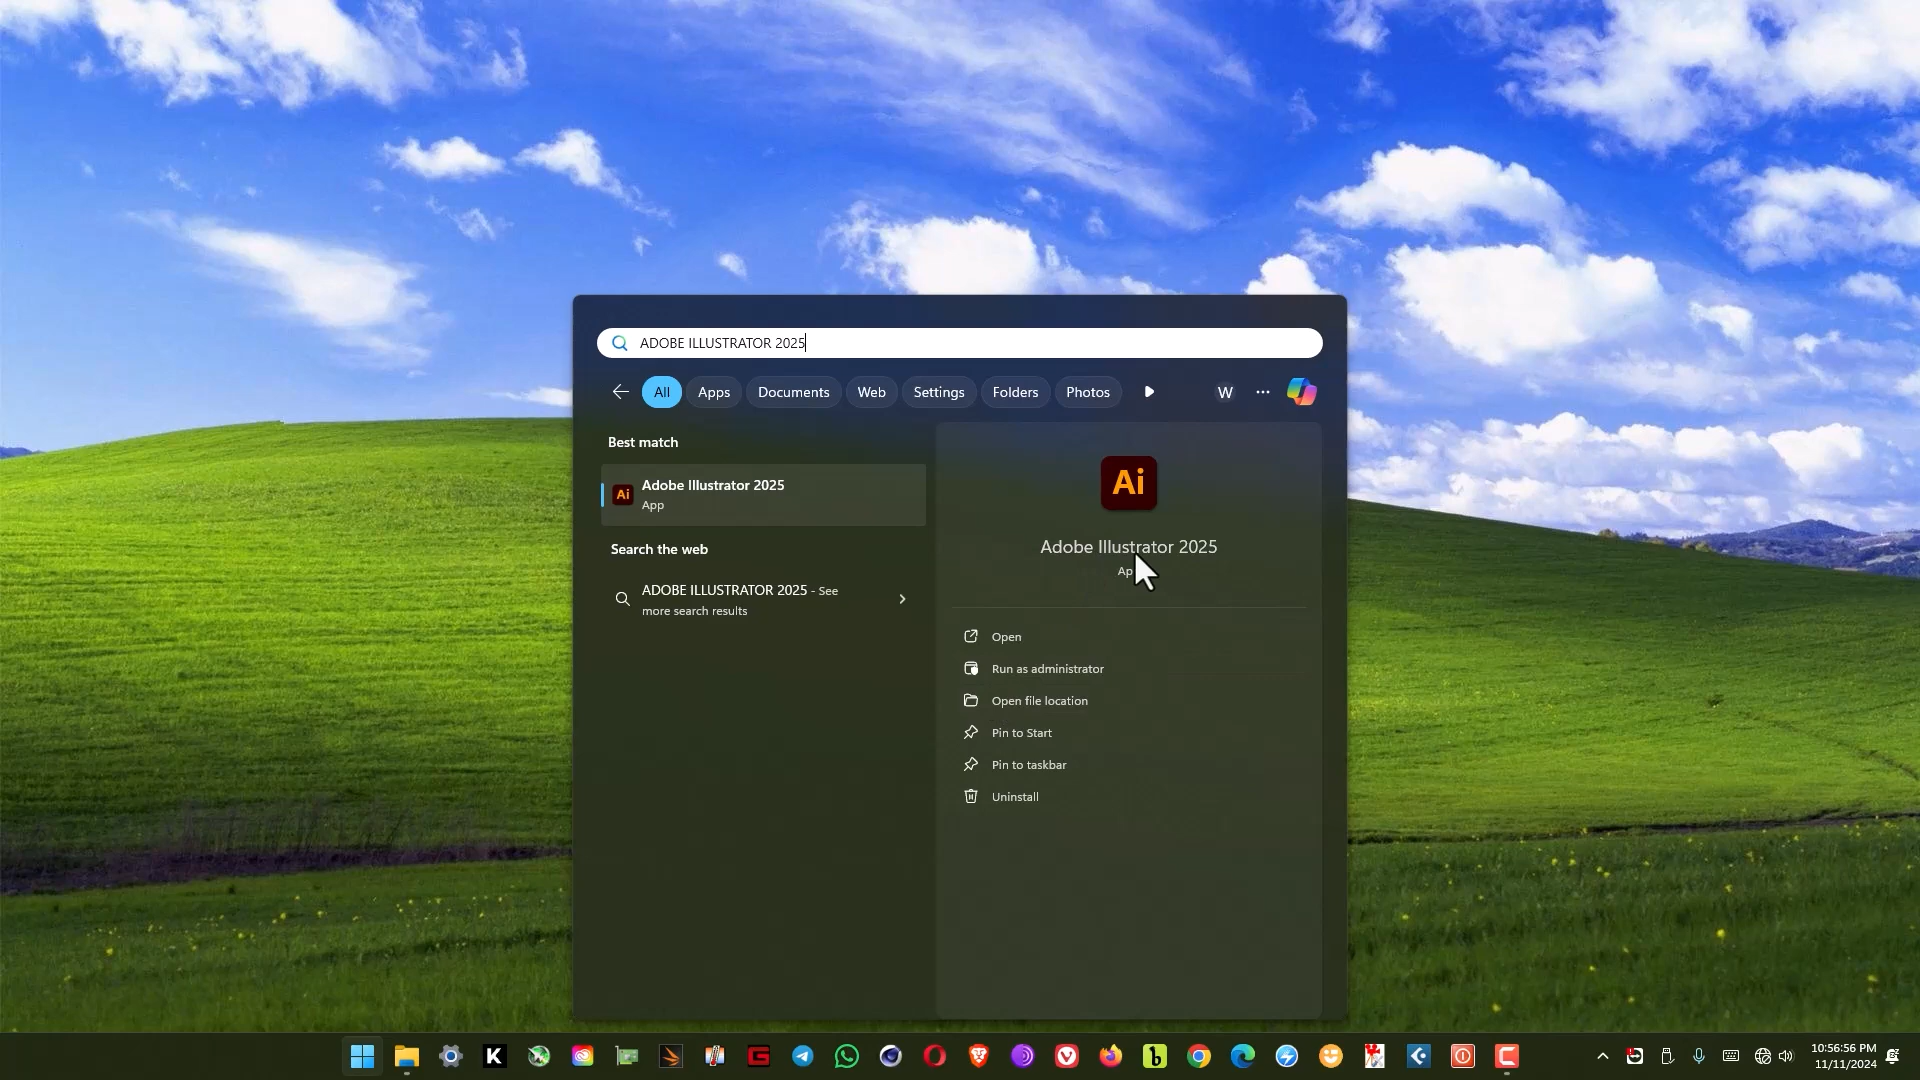 ADOBE ILLUSTRATOR 2025
All
Apps
Documents
Web
Settings
Folders
Photos
W
Best match
Ai
Adobe Illustrator 2025
App
Search the web
ADOBE ILLUSTRATOR 2025 - See
more search results
Ai
Adobe Illustrator 2025
Ap
Open
Run as administrator
Open file location
Pin to Start
Pin to taskbar
Uninstall
10:56:56 PM
11/11/2024